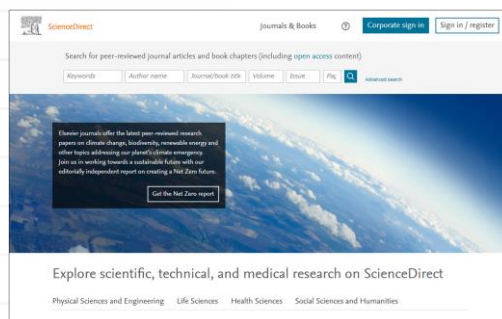 ScienceDirect
Journals & Books
?
Corporate sign in
Sign in / register
Search for peer-reviewed journal articles and book chapters (including open access content)
Keywords
Author name
Journal/book title
Volume
Issue
Advanced search
Elsevier journals offer the latest peer-reviewed research
papers on climate change, biodiversity, renewable energy and
other topics addressing our planet's climate emergency.
Join us in working towards a sustainable future with our
editorially independent report on creating a Net Zero future.
Get the Net Zero report
Explore scientific, technical, and medical research on ScienceDirect
Physical Sciences and Engineering
Life Sciences
Health Sciences
Social Sciences and Humanities